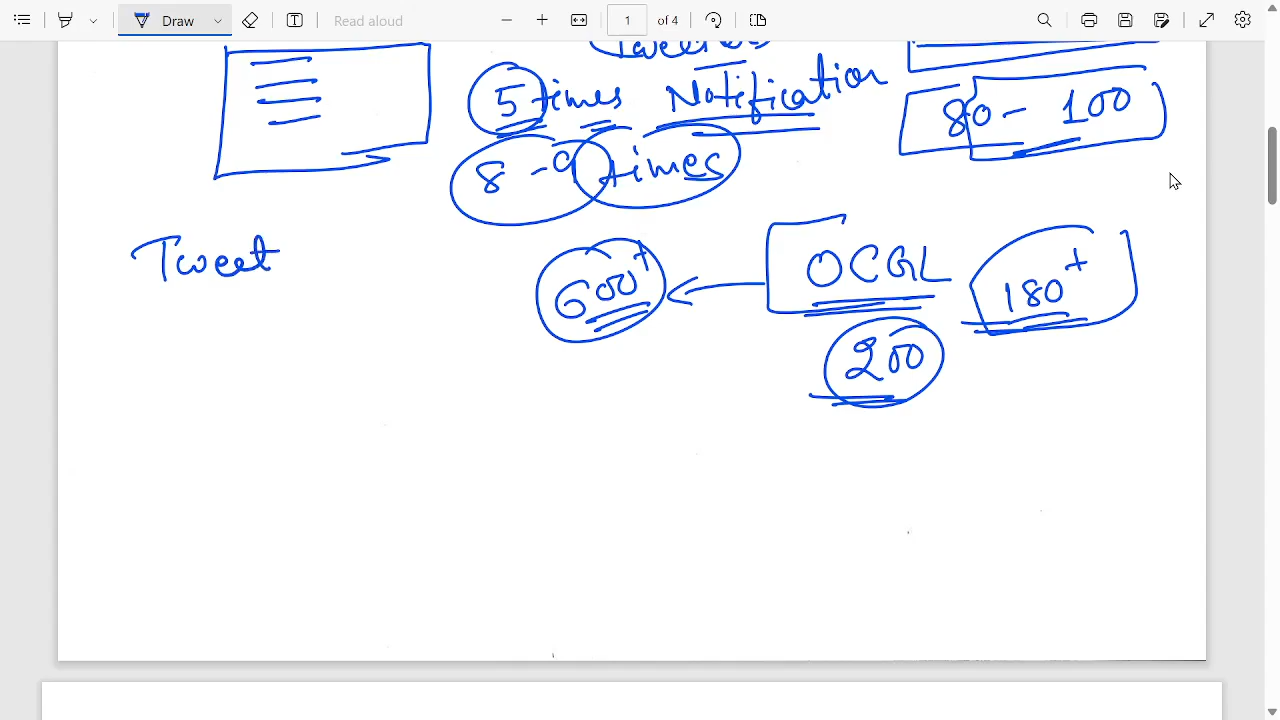 Draw
Read aloud
1 of 4
5 times Notification
80 - 100
8 - 9 times
Tweet
600+
OCGL
180+
200